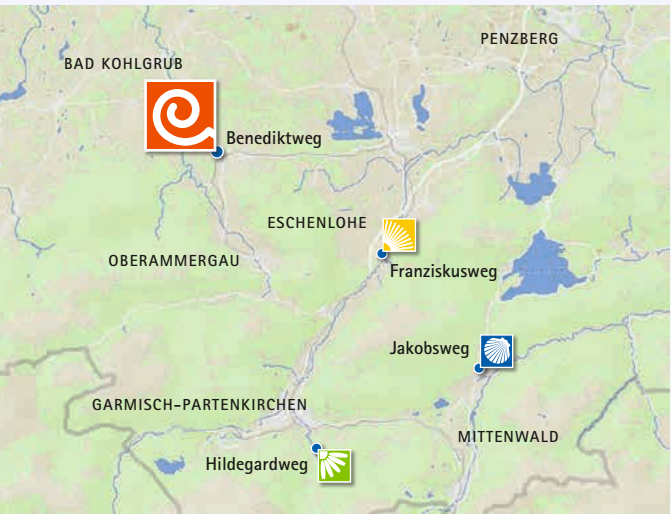 PENZBERG
BAD KOHLGRUB
Benediktweg
ESCHENLOHE
OBERAMMERGAU
Franziskusweg
Jakobsweg
GARMISCH-PARTENKIRCHEN
MITTENWALD
Hildegardweg